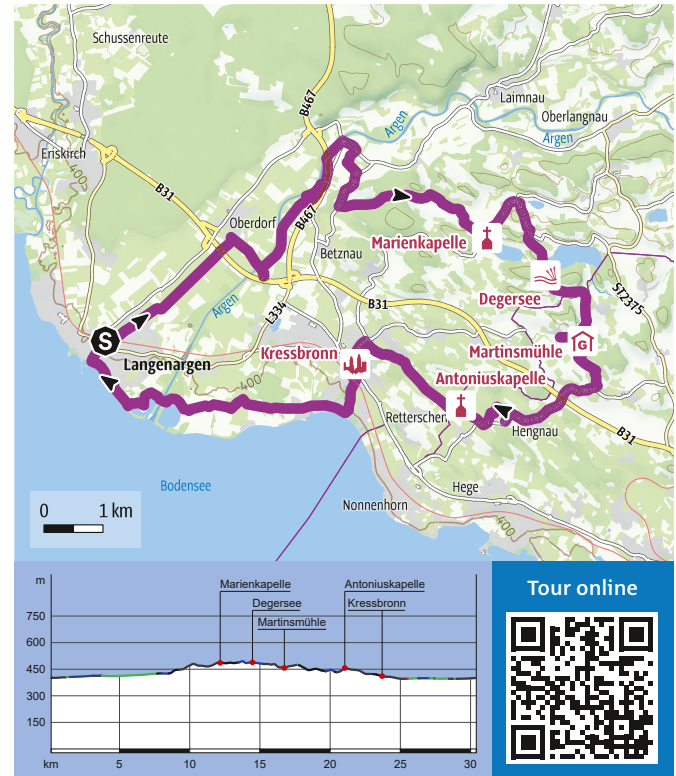 Schussenreute
B467
Laimnau
Argen
Oberlangnau
Argen
Eriskirch
400
B31
B467
Oberdorf
Marienkapelle
Betznau
Degersee
ST2375
Argen
L334
B31
S
Langenargen
Kressbronn
Martinsmühle
G
Antoniuskapelle
400
Retterschen
Hengnau
B31
Bodensee
Hege
0 1 km
Nonnenhorn
400
m
Marienkapelle
Antoniuskapelle
Degersee
Kressbronn
Martinsmühle
750
600
450
300
150
km 5 10 15 20 25 30
Tour online